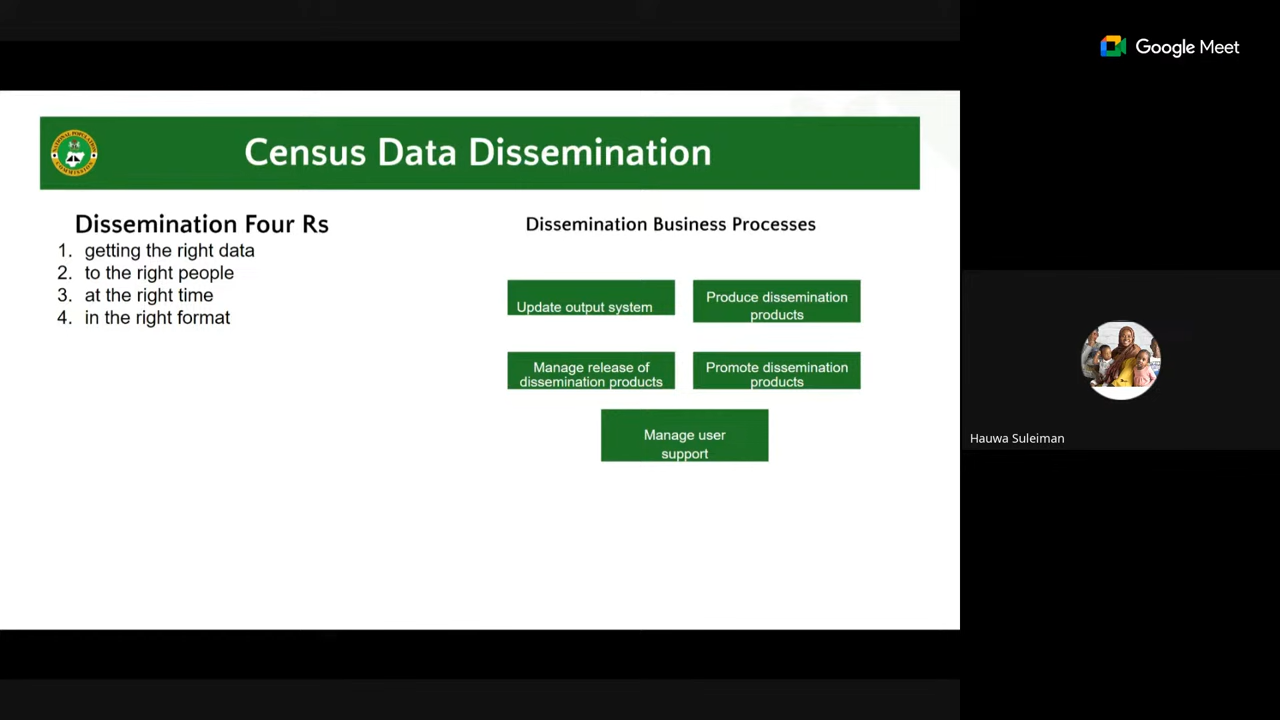 Google Meet
Census Data Dissemination
Dissemination Four Rs
1. getting the right data
2. to the right people
3. at the right time
4. in the right format
Dissemination Business Processes
Update output system
Produce dissemination
products
Manage release of
dissemination products
Promote dissemination
products
Manage user
support
Hauwa Suleiman